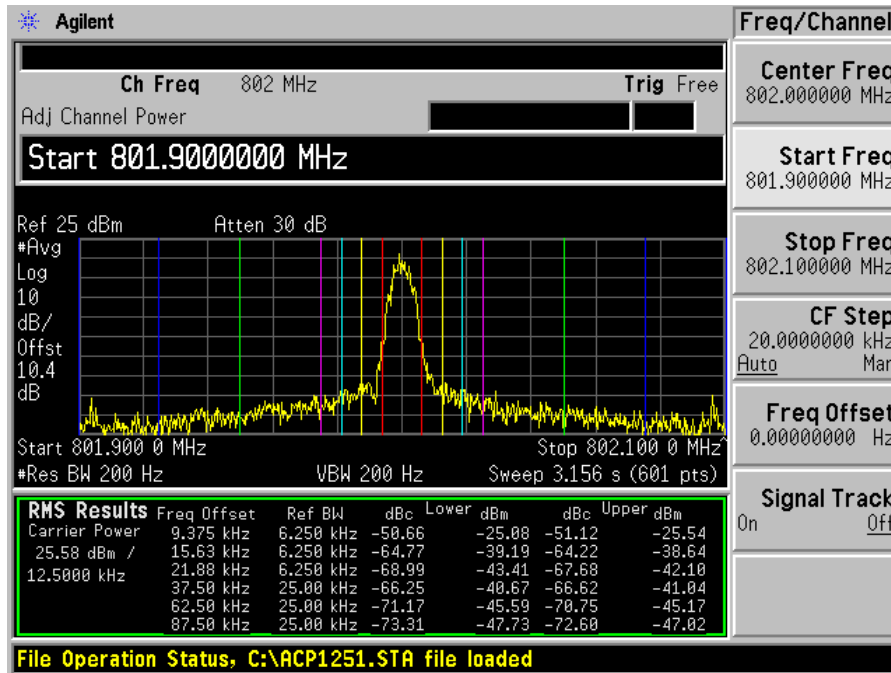 Agilent
Freq/Channel
Ch Freq 802 MHz Trig Free
Adj Channel Power
Start 801.9000000 MHz
Ref 25 dBm Atten 30 dB
#Avg
Log
10
dB/
Offst
10.4
dB
Start 801.900 0 MHz Stop 802.100 0 MHz^
#Res BW 200 Hz VBW 200 Hz Sweep 3.156 s (601 pts)
RMS Results Freq Offset Ref BW dBc Lower dBm dBc Upper dBm
Carrier Power 9.375 kHz 6.250 kHz -50.66 -25.08 -51.12 -25.54
25.58 dBm / 15.63 kHz 6.250 kHz -64.77 -39.19 -64.22 -38.64
12.5000 kHz 21.88 kHz 6.250 kHz -68.99 -43.41 -67.68 -42.10
37.50 kHz 25.00 kHz -66.25 -40.67 -66.62 -41.04
62.50 kHz 25.00 kHz -71.17 -45.59 -70.75 -45.17
87.50 kHz 25.00 kHz -73.31 -47.73 -72.60 -47.02
Center Freq
802.000000 MHz
Start Freq
801.900000 MHz
Stop Freq
802.100000 MHz
CF Step
20.0000000 kHz
Auto Man
Freq Offset
0.00000000 Hz
Signal Track
On Off
File Operation Status, C:\ACP1251.STA file loaded